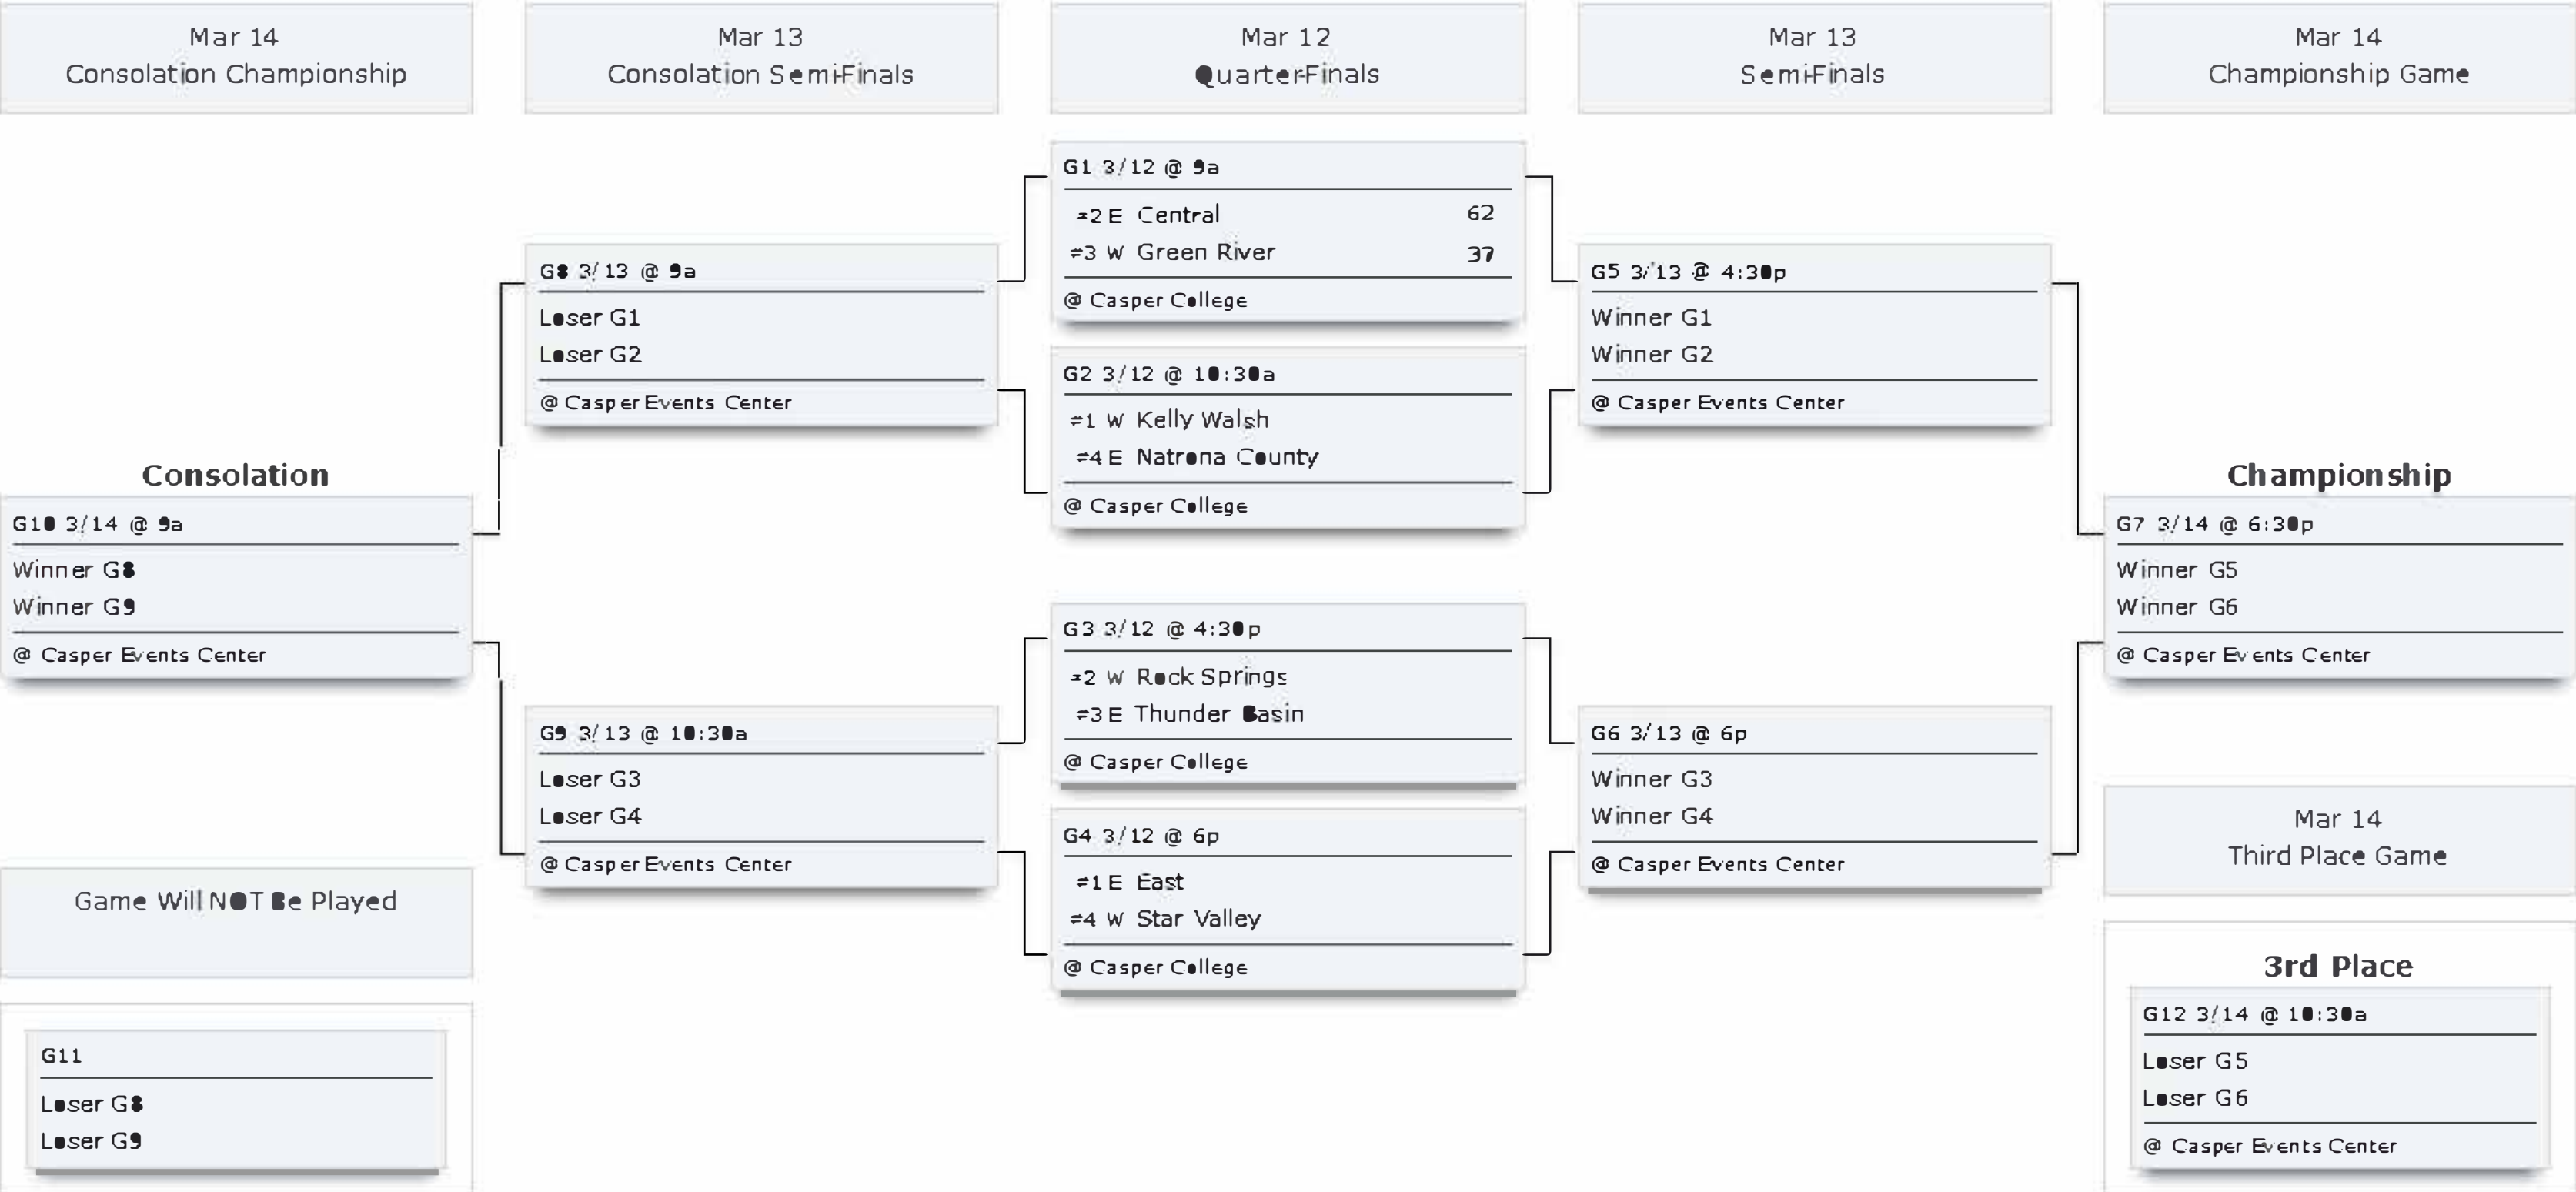 Mar 14
Consolation Championship
Mar 13
Consolation Semi-Finals
Mar 12
Quarter-Finals
Mar 13
Semi-Finals
Mar 14
Championship Game
Consolation
G10 3/14 @ 9a
Winner G8
Winner G9
@ Casper Events Center
Game Will NOT Be Played
G11
Loser G8
Loser G9
G8 3/13 @ 9a
Loser G1
Loser G2
@ Casper Events Center
G9 3/13 @ 10:30a
Loser G3
Loser G4
@ Casper Events Center
G1 3/12 @ 9a
#2 E Central 62
#3 W Green River 37
@ Casper College
G2 3/12 @ 10:30a
#1 W Kelly Walsh
#4 E Natrona County
@ Casper College
G3 3/12 @ 4:30p
#2 W Rock Springs
#3 E Thunder Basin
@ Casper College
G4 3/12 @ 6p
#1 E East
#4 W Star Valley
@ Casper College
G5 3/13 @ 4:30p
Winner G1
Winner G2
@ Casper Events Center
G6 3/13 @ 6p
Winner G3
Winner G4
@ Casper Events Center
Championship
G7 3/14 @ 6:30p
Winner G5
Winner G6
@ Casper Events Center
Mar 14
Third Place Game
3rd Place
G12 3/14 @ 10:30a
Loser G5
Loser G6
@ Casper Events Center